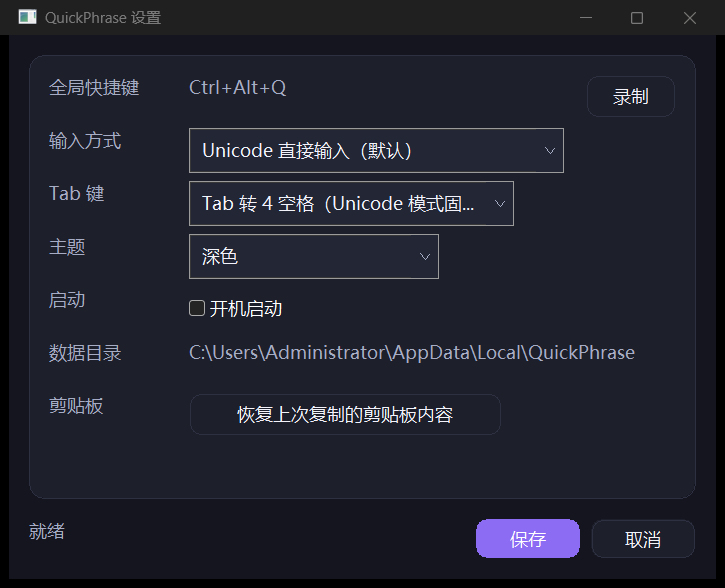 QuickPhrase 设置
全局快捷键 Ctrl+Alt+Q 录制
输入方式 Unicode 直接输入（默认）
Tab 键 Tab 转 4 空格（Unicode 模式固...
主题 深色
启动 开机启动
数据目录 C:\Users\Administrator\AppData\Local\QuickPhrase
剪贴板 恢复上次复制的剪贴板内容
就绪 保存 取消